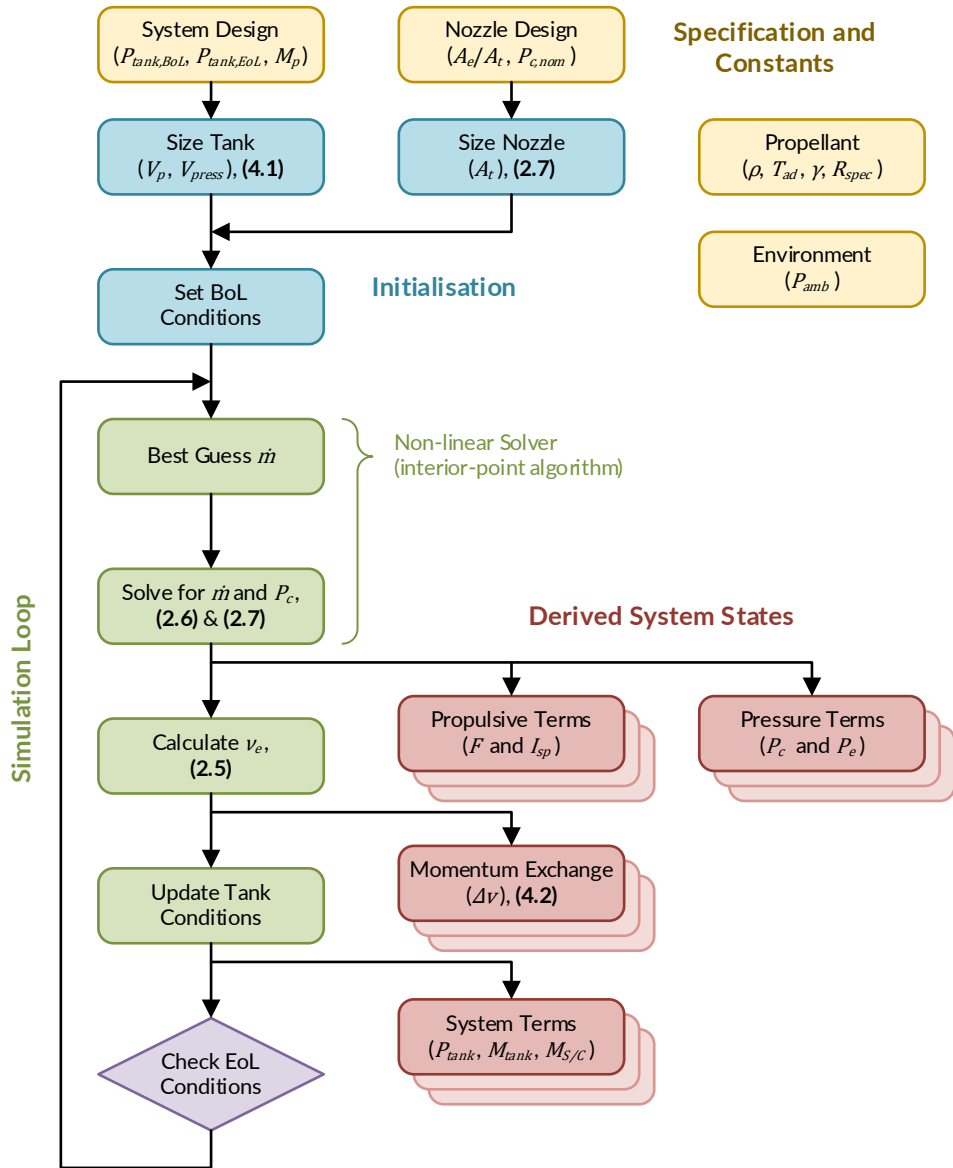 System Design
(P_tank,BoL, P_tank,EoL, M_p)
Nozzle Design
(A_e/A_t, P_c,nom)
Specification and
Constants
Size Tank
(V_p, V_press), (4.1)
Size Nozzle
(A_t), (2.7)
Propellant
(ρ, T_ad, γ, R_spec)
Environment
(P_amb)
Set BoL
Conditions
Initialisation
Best Guess ṁ
Non-linear Solver
(interior-point algorithm)
Solve for ṁ and P_c,
(2.6) & (2.7)
Simulation Loop
Derived System States
Calculate v_e,
(2.5)
Propulsive Terms
(F and I_sp)
Pressure Terms
(P_c and P_e)
Update Tank
Conditions
Momentum Exchange
(Δv), (4.2)
System Terms
(P_tank, M_tank, M_S/C)
Check EoL
Conditions